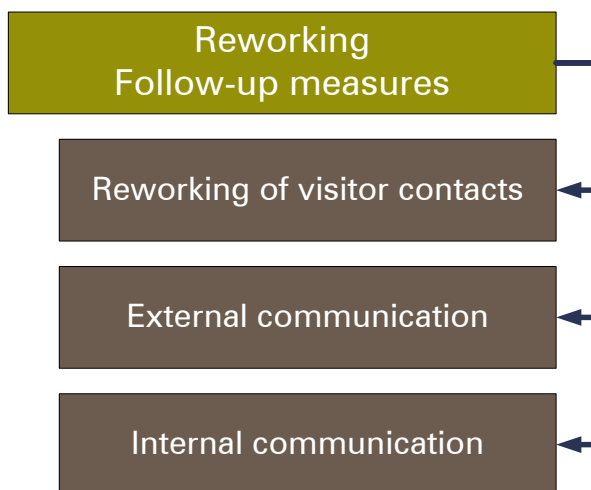 Reworking
Follow-up measures
Reworking of visitor contacts
External communication
Internal communication